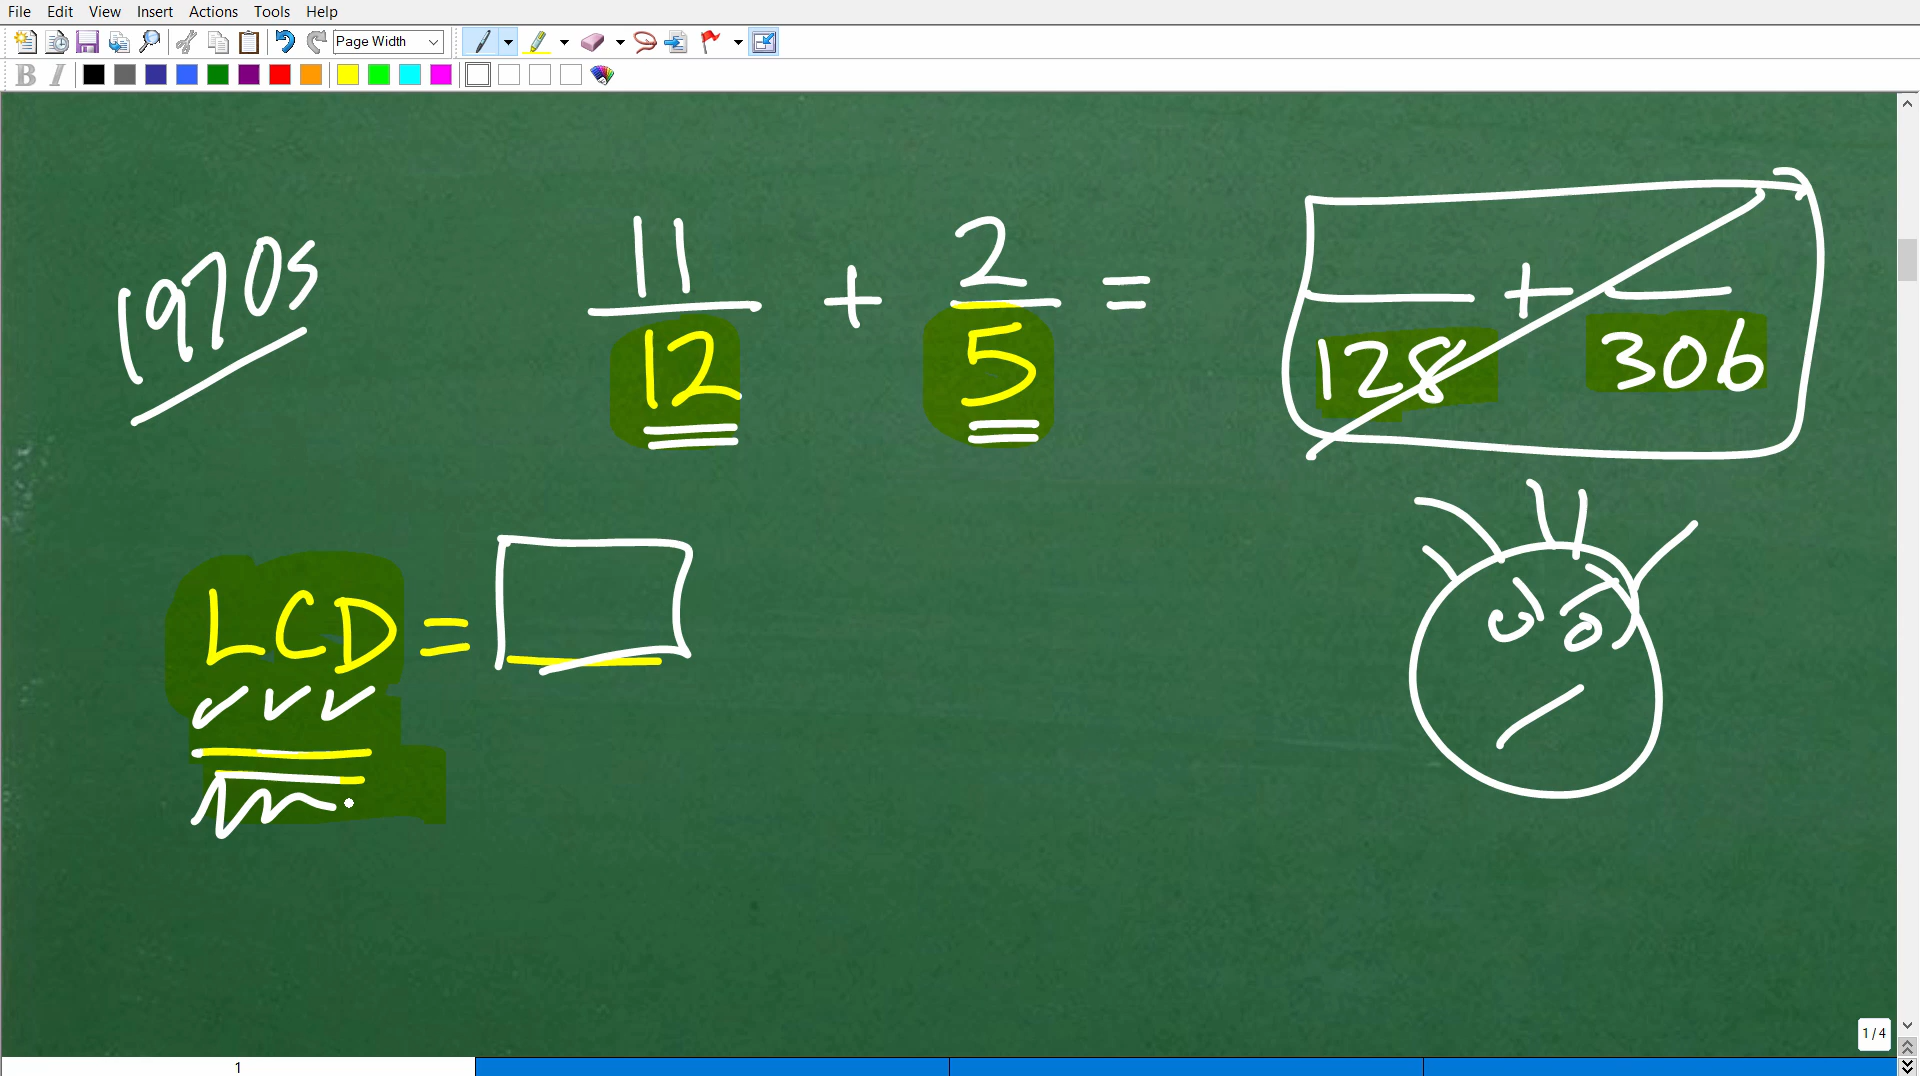 File Edit View Insert Actions Tools Help
Page Width
B I
1970s
11/12 + 2/5 =
/128 + /306
LCD =
1 / 4
1